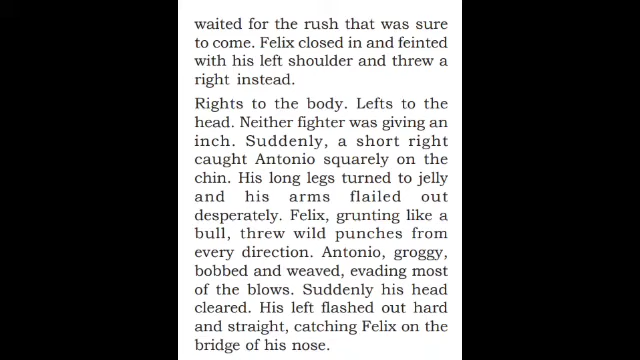 waited for the rush that was sure
to come. Felix closed in and feinted
with his left shoulder and threw a
right instead.
Rights to the body. Lefts to the
head. Neither fighter was giving an
inch. Suddenly, a short right
caught Antonio squarely on the
chin. His long legs turned to jelly
and his arms flailed out
desperately. Felix, grunting like a
bull, threw wild punches from
every direction. Antonio, groggy,
bobbed and weaved, evading most
of the blows. Suddenly his head
cleared. His left flashed out hard
and straight, catching Felix on the
bridge of his nose.